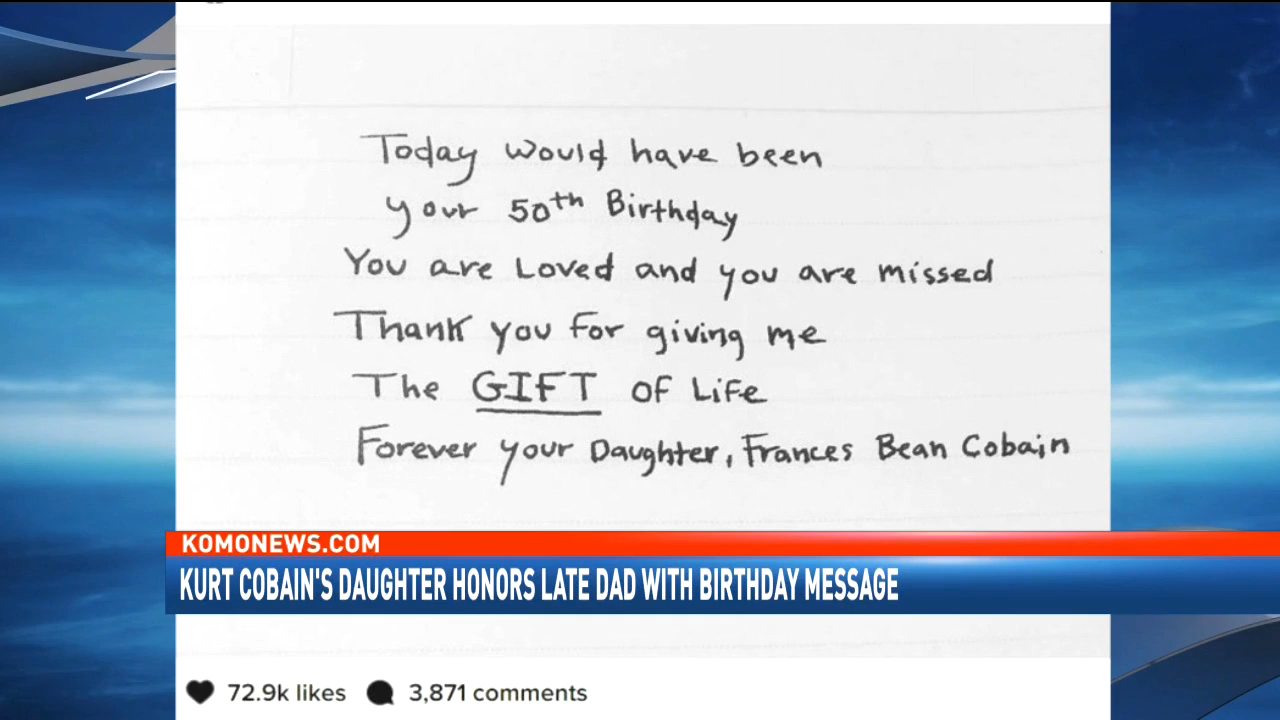 Today would have been
your 50th Birthday
You are Loved and you are missed
Thank you for giving me
The GIFT of Life
Forever your Daughter, Frances Bean Cobain
KOMONEWS.COM
KURT COBAIN'S DAUGHTER HONORS LATE DAD WITH BIRTHDAY MESSAGE
72.9k likes 3,871 comments